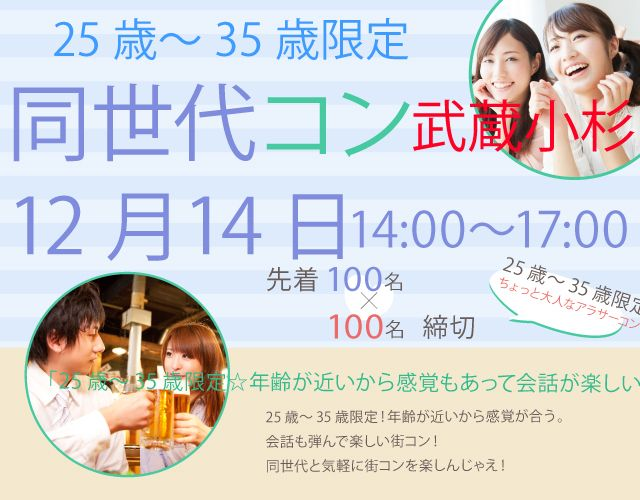 25歳～35歳限定
同世代コン武蔵小杉
12月14日14:00～17:00
先着100名
×
100名 締切
25歳～35歳限定
ちょっと大人なアラサーコン
「25歳～35歳限定☆年齢が近いから感覚もあって会話が楽しい
25歳～35歳限定！年齢が近いから感覚が合う。
会話も弾んで楽しい街コン！
同世代と気軽に街コンを楽しんじゃえ！